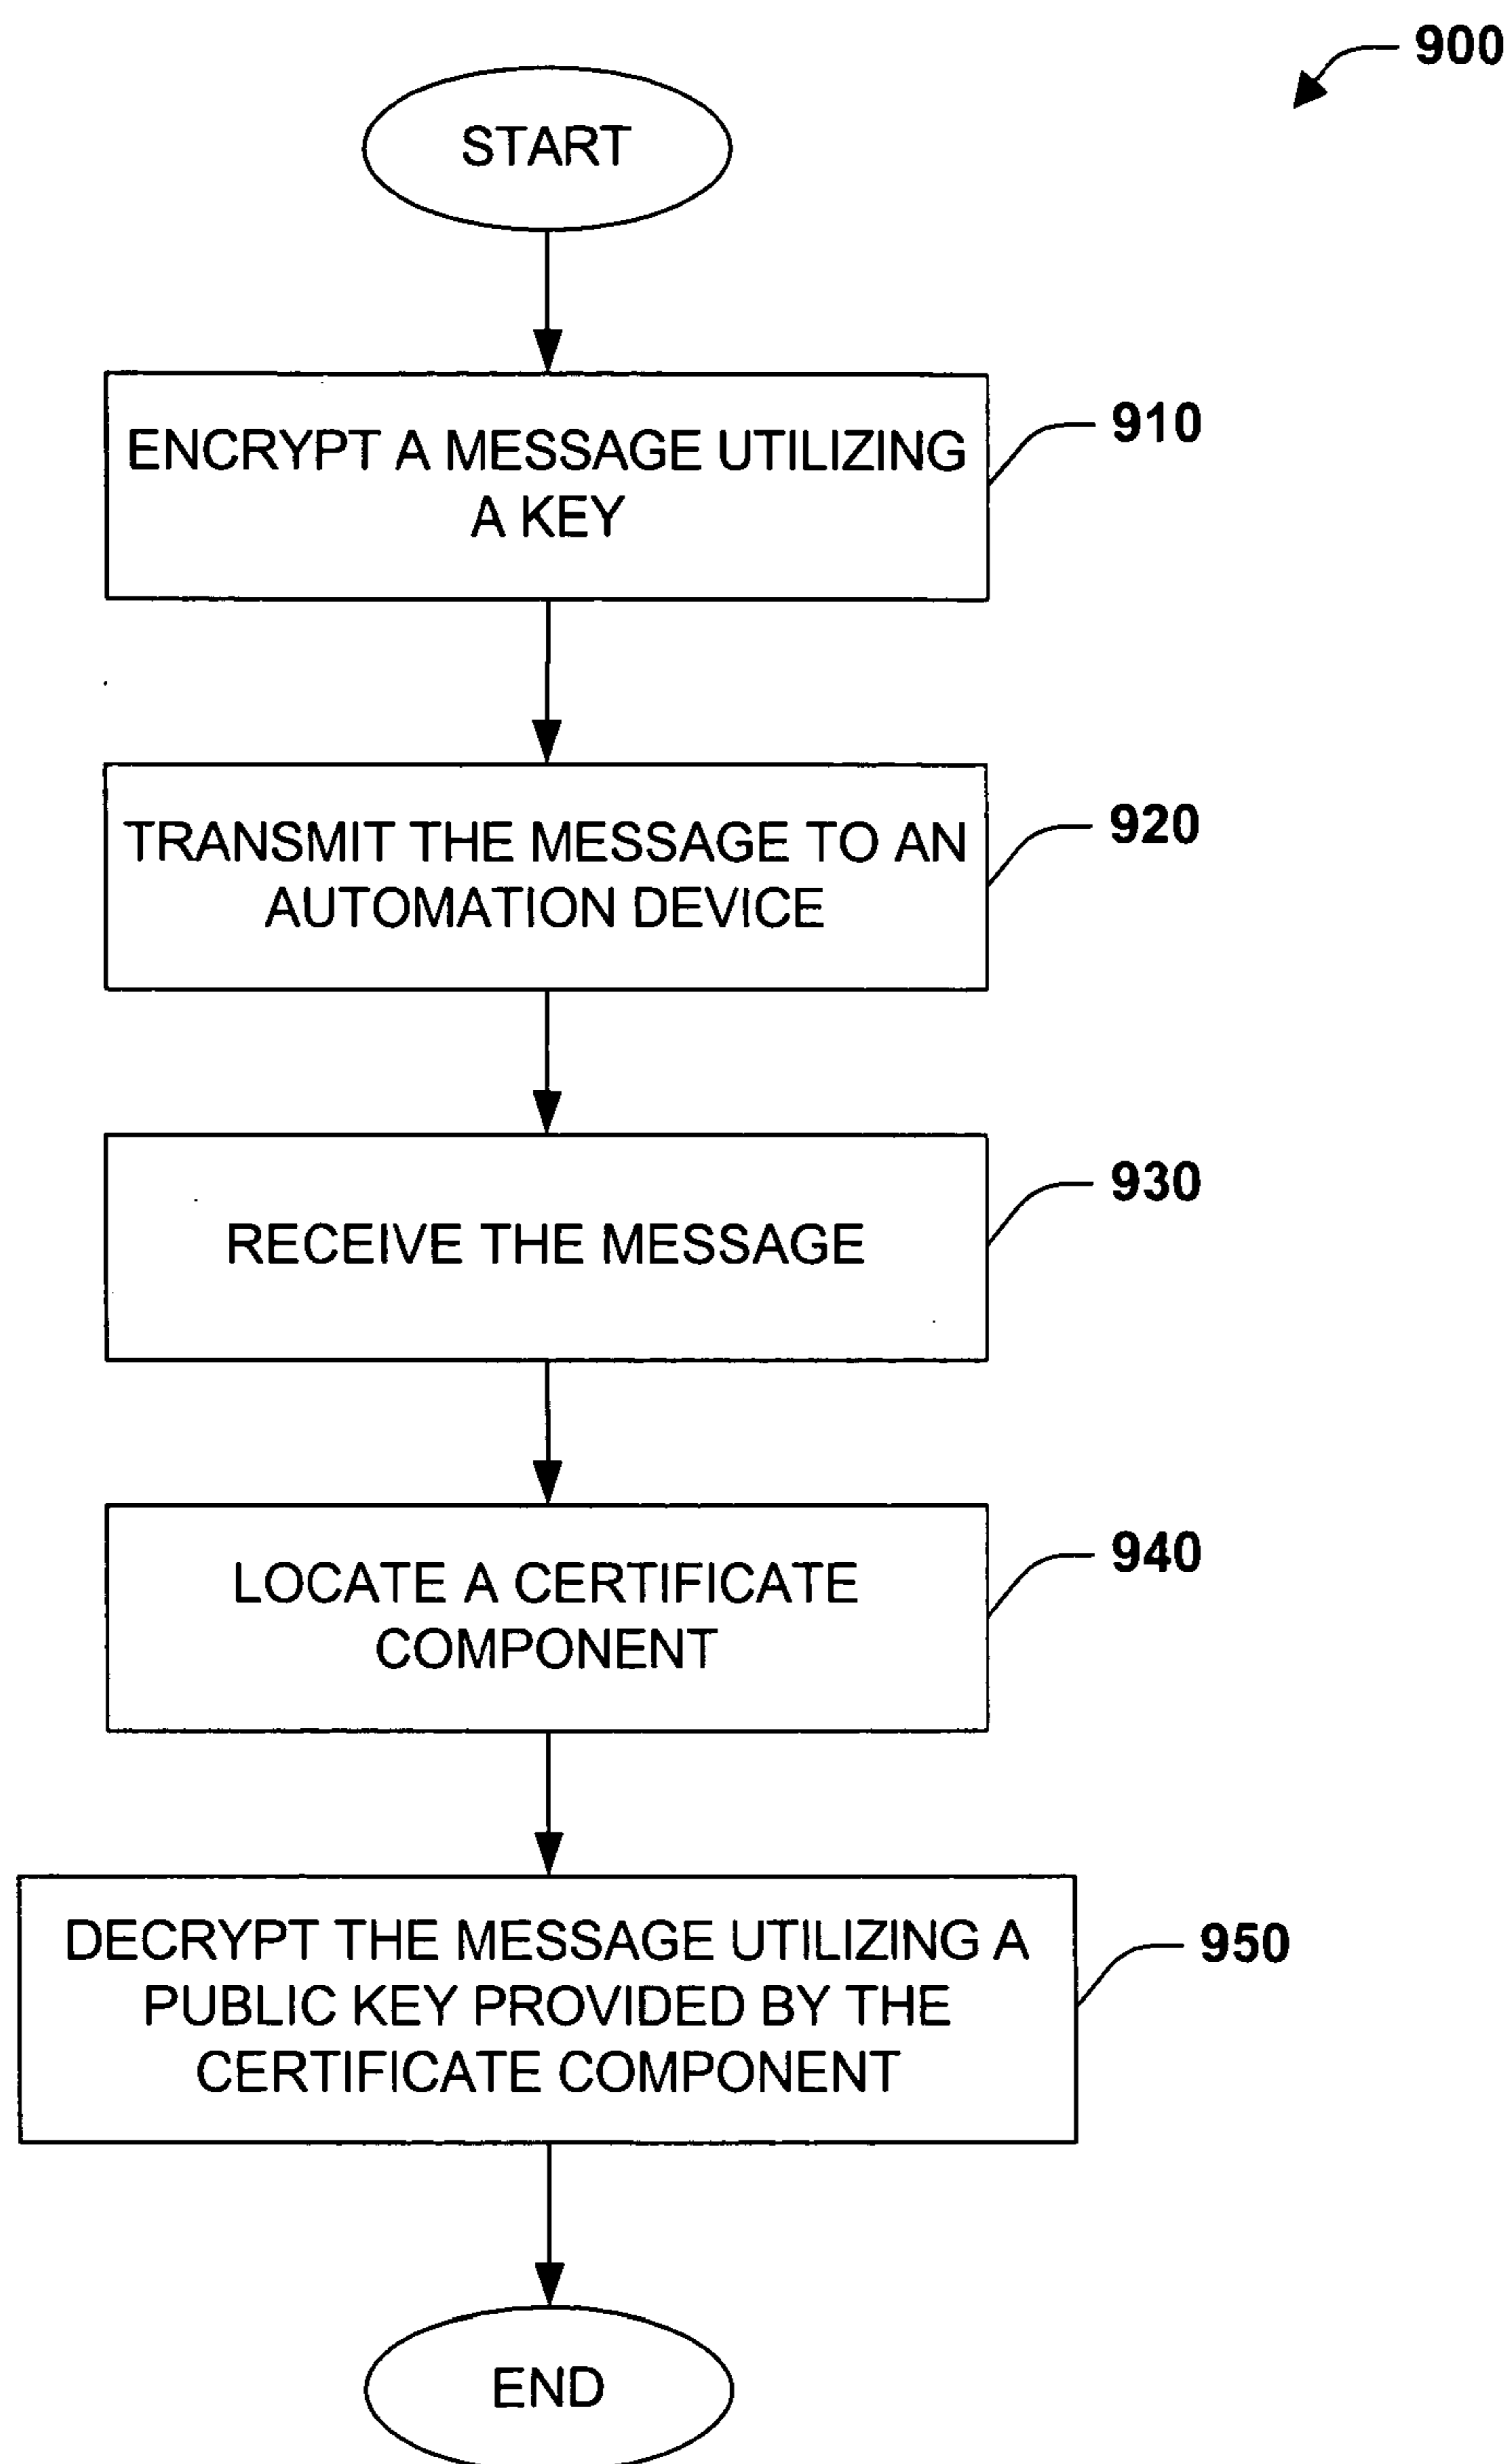 900
START
ENCRYPT A MESSAGE UTILIZING
A KEY
910
TRANSMIT THE MESSAGE TO AN
AUTOMATION DEVICE
920
RECEIVE THE MESSAGE
930
LOCATE A CERTIFICATE
COMPONENT
940
DECRYPT THE MESSAGE UTILIZING A
PUBLIC KEY PROVIDED BY THE
CERTIFICATE COMPONENT
950
END